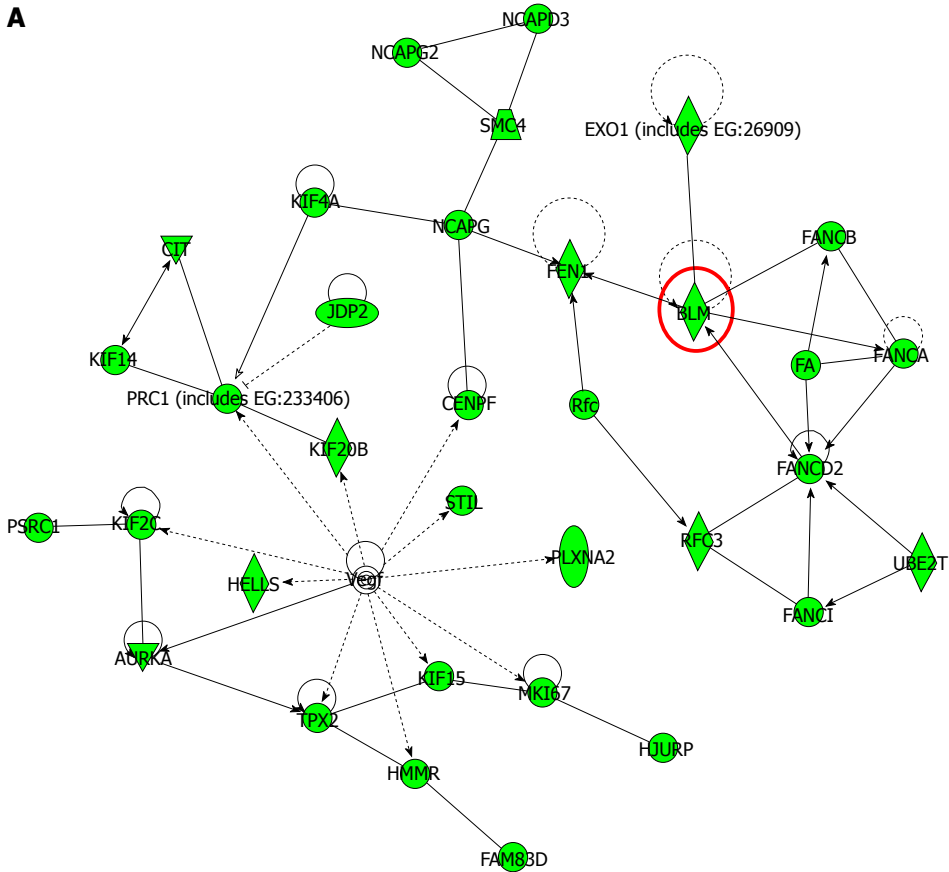 A
NCAPD3
NCAPG2
SMC4
EXO1 (includes EG:26909)
KIF4A
NCAPG
FANCB
CIT
FEN1
JDP2
BLM
KIF14
FA
FANCA
PRC1 (includes EG:233406)
CENPF
Rfc
KIF20B
FANCD2
STIL
PSRC1
KIF2C
RFC3
PLXNA2
UBE2T
HELLS
Vegf
FANCI
AURKA
KIF15
MKI67
TPX2
HJURP
HMMR
FAM83D